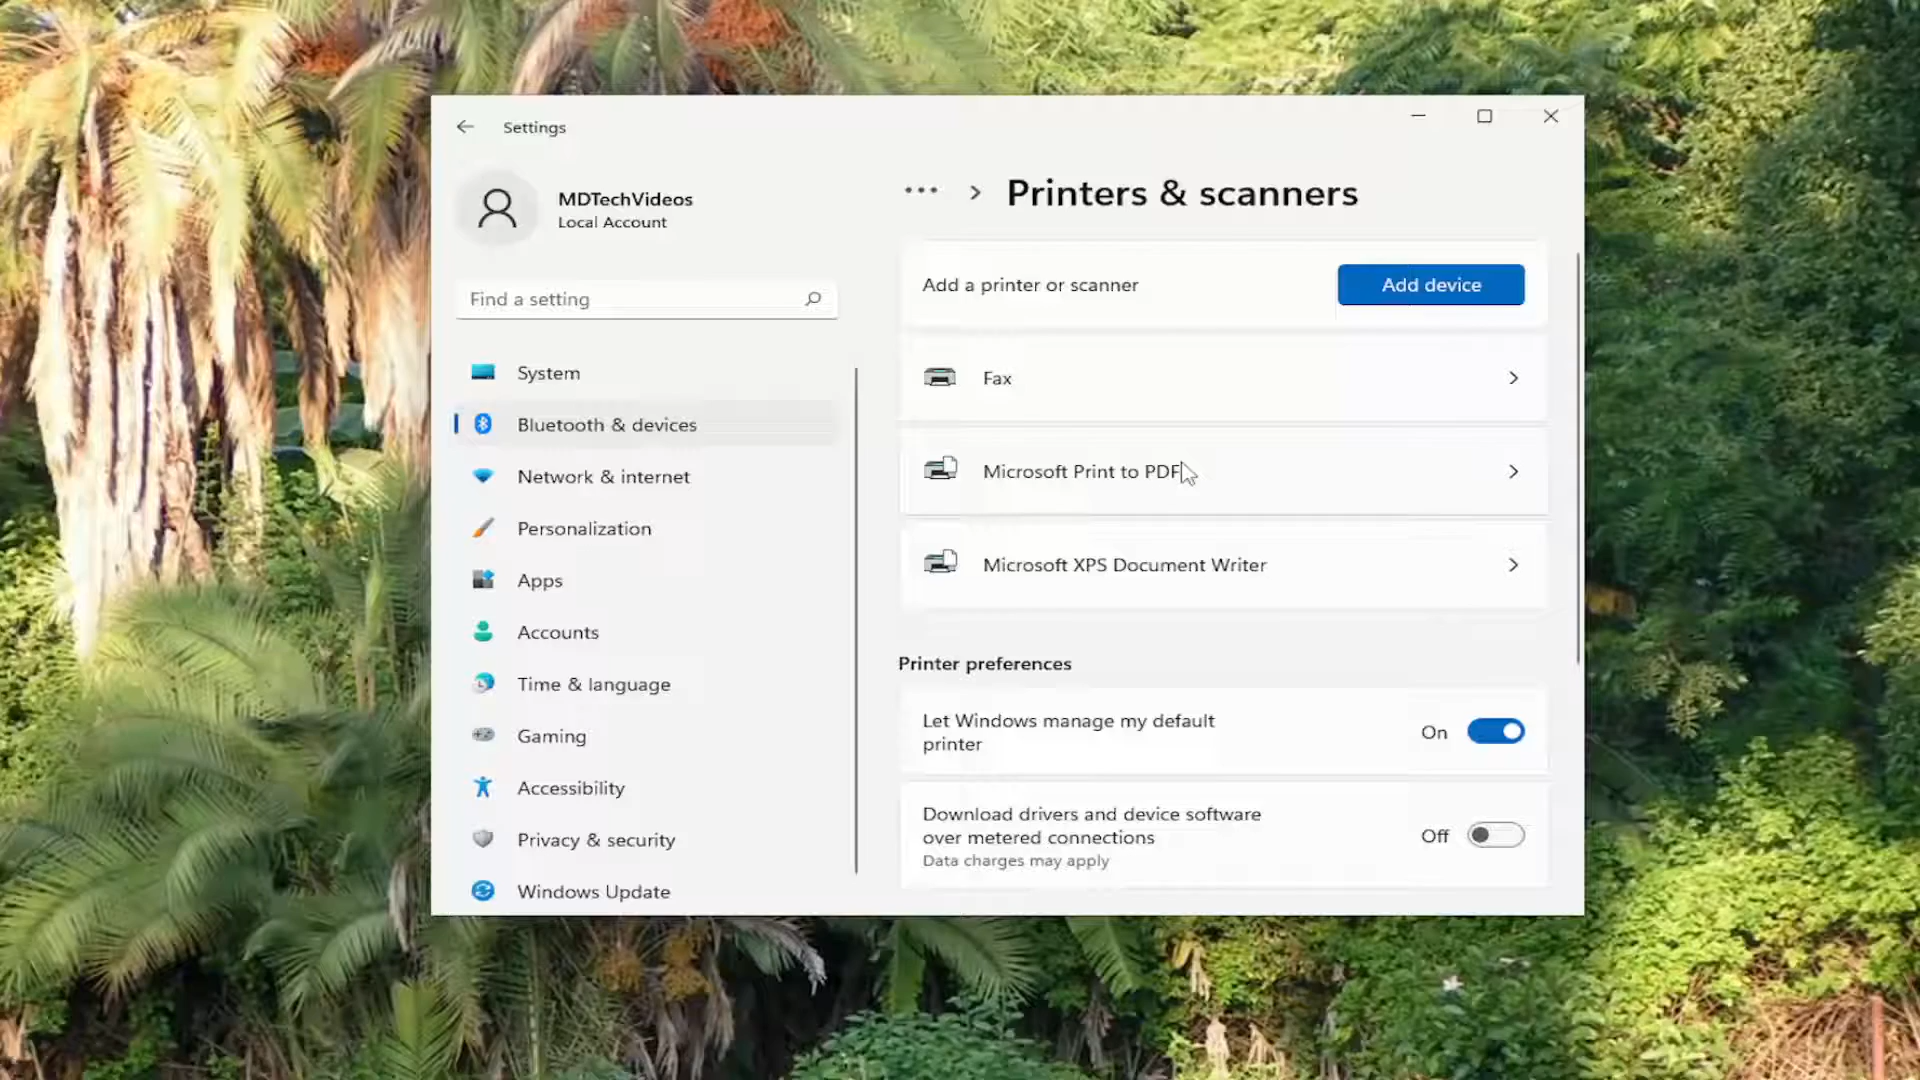 Settings
MDTechVideos
Local Account
Find a setting
System
Bluetooth & devices
Network & internet
Personalization
Apps
Accounts
Time & language
Gaming
Accessibility
Privacy & security
Windows Update
Printers & scanners
Add a printer or scanner
Add device
Fax
Microsoft Print to PDF
Microsoft XPS Document Writer
Printer preferences
Let Windows manage my default
printer
On
Download drivers and device software
over metered connections
Data charges may apply
Off